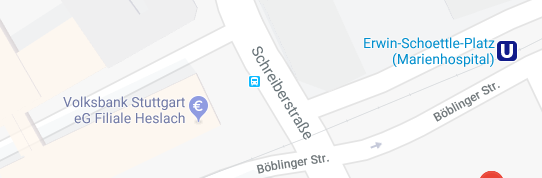 Erwin-Schoettle-Platz
(Marienhospital)
U
Schreiberstraße
Volksbank Stuttgart
eG Filiale Heslach
€
Böblinger Str.
Böblinger Str.